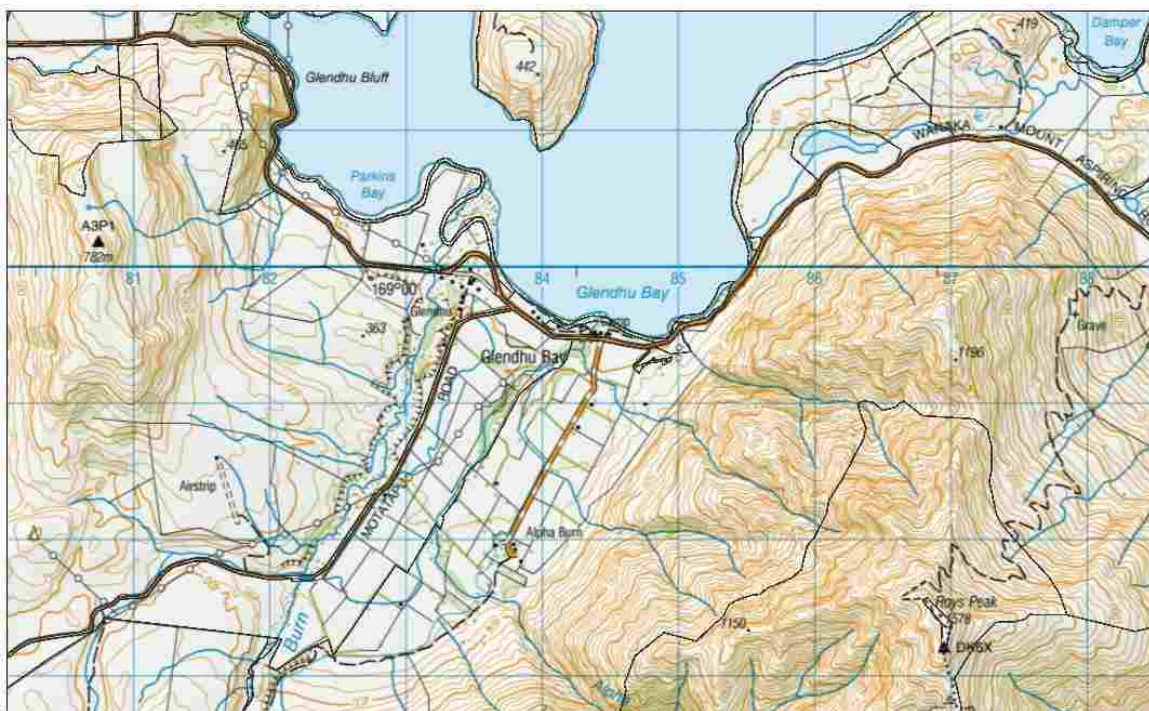 419
Damper
Bay
442
Glendhu Bluff
465
WANAKA
MOUNT
ASPIRING
Parkins
Bay
A3P1
782m
81
82
84
85
86
87
88
169°00'
Glendhu Bay
Glendhu
Grave
363
Glendhu Bay
1196
MOTATAPU ROAD
Airstrip
Alpha Burn
Roys Peak
1578
1150
DK6X
Burn
Alpha